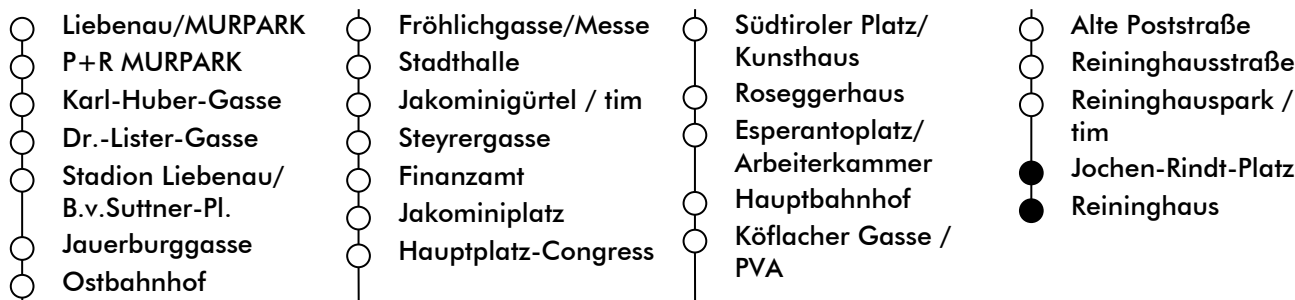 Liebenau/MURPARK
P+R MURPARK
Karl-Huber-Gasse
Dr.-Lister-Gasse
Stadion Liebenau/
B.v.Suttner-Pl.
Jauerburggasse
Ostbahnhof
Fröhlichgasse/Messe
Stadthalle
Jakominigürtel / tim
Steyrergasse
Finanzamt
Jakominiplatz
Hauptplatz-Congress
Südtiroler Platz/
Kunsthaus
Roseggerhaus
Esperantoplatz/
Arbeiterkammer
Hauptbahnhof
Köflacher Gasse /
PVA
Alte Poststraße
Reininghausstraße
Reininghauspark /
tim
Jochen-Rindt-Platz
Reininghaus